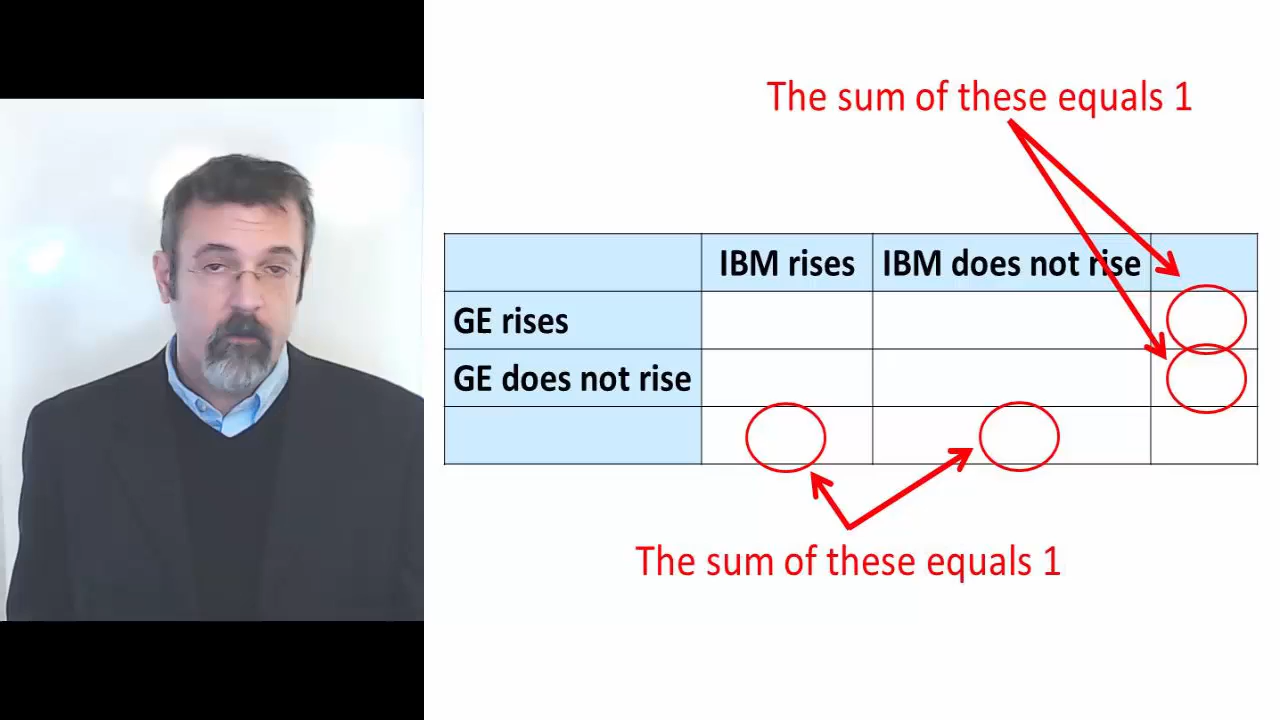 The sum of these equals 1
IBM rises IBM does not rise
GE rises
GE does not rise
The sum of these equals 1